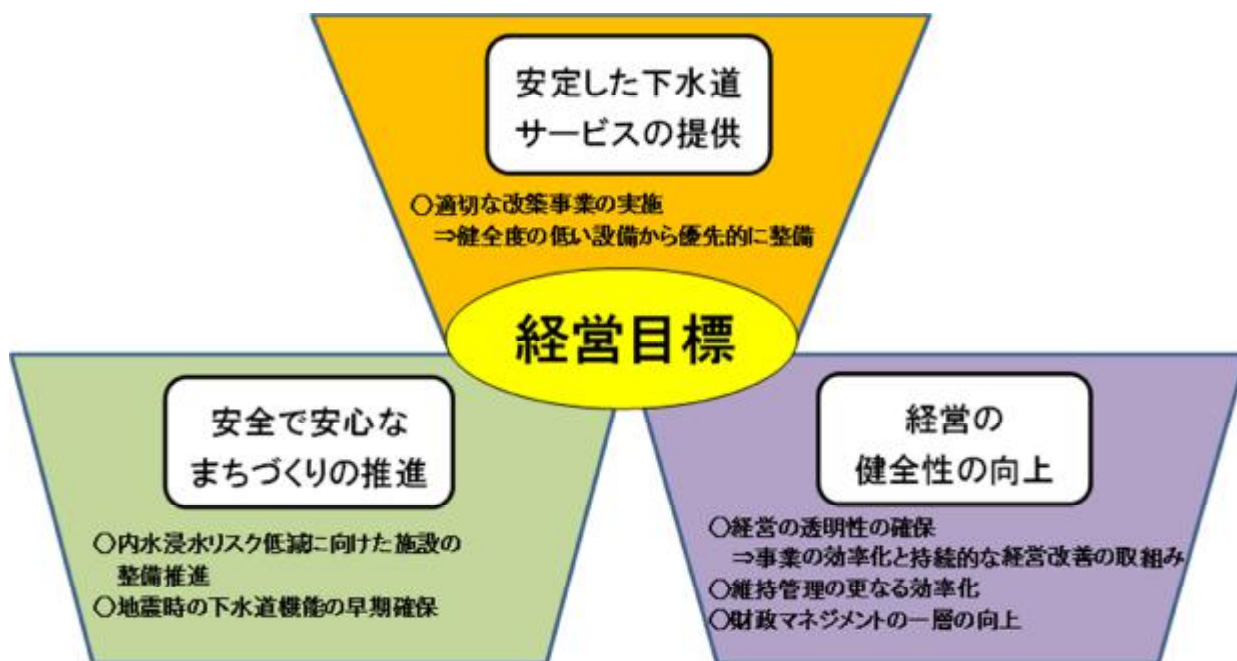 安定した下水道
サービスの提供
○適切な改築事業の実施
⇒健全度の低い設備から優先的に整備
経営目標
安全で安心な
まちづくりの推進
○内水浸水リスク低減に向けた施設の
整備推進
○地震時の下水道機能の早期確保
経営の
健全性の向上
○経営の透明性の確保
⇒事業の効率化と持続的な経営改善の取組み
○維持管理の更なる効率化
○財政マネジメントの一層の向上